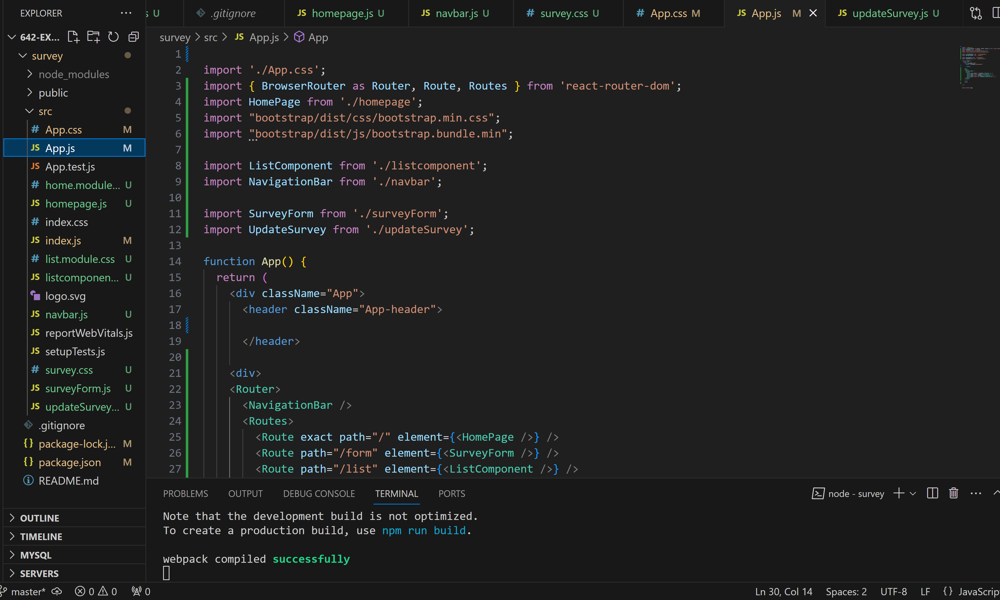 EXPLORER
642-EX...
survey
node_modules
public
src
# App.css M
JS App.js M
JS App.test.js
# home.module... U
JS homepage.js U
# index.css
JS index.js M
# list.module.css U
JS listcomponen... U
logo.svg
JS navbar.js U
JS reportWebVitals.js
JS setupTests.js
# survey.css U
JS surveyForm.js U
JS updateSurvey... U
.gitignore
{} package-lock.j... M
{} package.json M
README.md
OUTLINE
TIMELINE
MYSQL
SERVERS
s U .gitignore JS homepage.js U JS navbar.js U # survey.css U # App.css M JS App.js M JS updateSurvey.js U
survey > src > JS App.js > App
1
2 import './App.css';
3 import { BrowserRouter as Router, Route, Routes } from 'react-router-dom';
4 import HomePage from './homepage';
5 import "bootstrap/dist/css/bootstrap.min.css";
6 import "bootstrap/dist/js/bootstrap.bundle.min";
7
8 import ListComponent from './listcomponent';
9 import NavigationBar from './navbar';
10
11 import SurveyForm from './surveyForm';
12 import UpdateSurvey from './updateSurvey';
13
14 function App() {
15 return (
16 <div className="App">
17 <header className="App-header">
18
19 </header>
20
21 <div>
22 <Router>
23 <NavigationBar />
24 <Routes>
25 <Route exact path="/" element={<HomePage />} />
26 <Route path="/form" element={<SurveyForm />} />
27 <Route path="/list" element={<ListComponent />} />
PROBLEMS OUTPUT DEBUG CONSOLE TERMINAL PORTS node - survey
Note that the development build is not optimized.
To create a production build, use npm run build.
webpack compiled successfully
master* 0 0 0 Ln 30, Col 14 Spaces: 2 UTF-8 LF {} JavaScrip